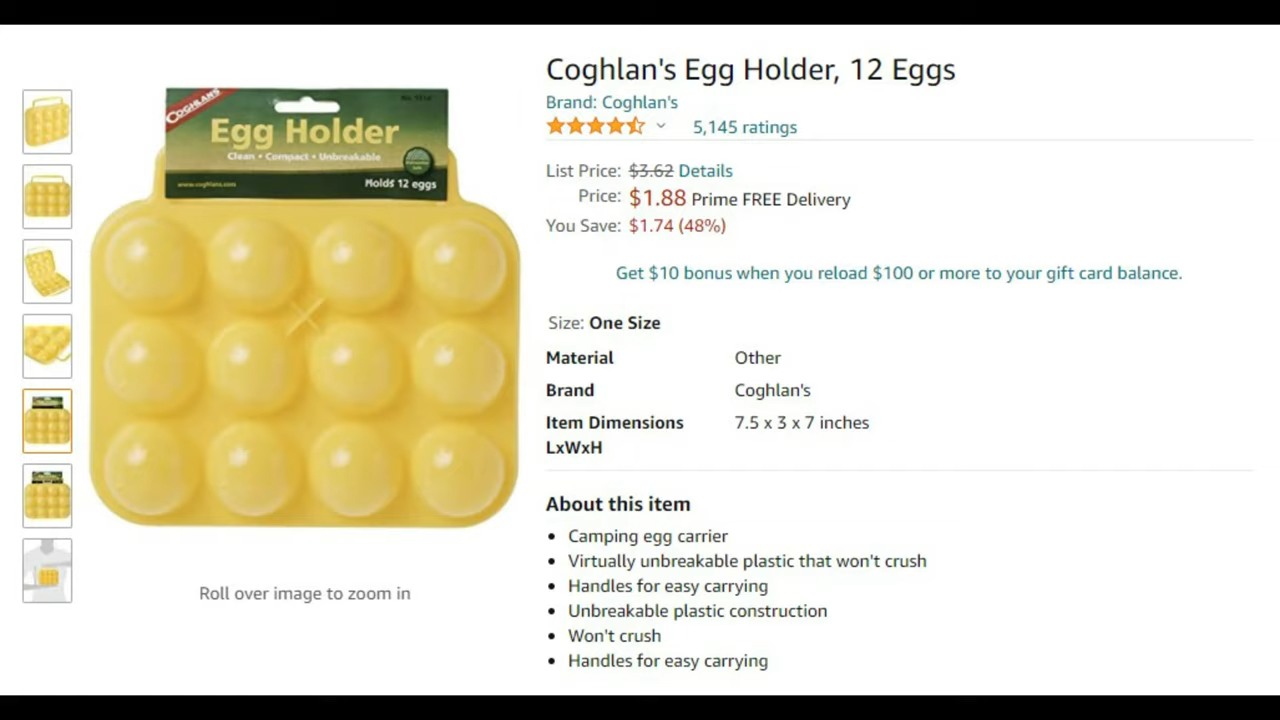 Coghlan's Egg Holder, 12 Eggs
Brand: Coghlan's
5,145 ratings
List Price: $3.62 Details
Price: $1.88 Prime FREE Delivery
You Save: $1.74 (48%)
Get $10 bonus when you reload $100 or more to your gift card balance.
Size: One Size
Material Other
Brand Coghlan's
Item Dimensions 7.5 x 3 x 7 inches
LxWxH
About this item
• Camping egg carrier
• Virtually unbreakable plastic that won't crush
• Handles for easy carrying
• Unbreakable plastic construction
• Won't crush
• Handles for easy carrying
COGHLAN'S
Egg Holder
Clean • Compact • Unbreakable
www.coghlans.com
Holds 12 eggs
Roll over image to zoom in